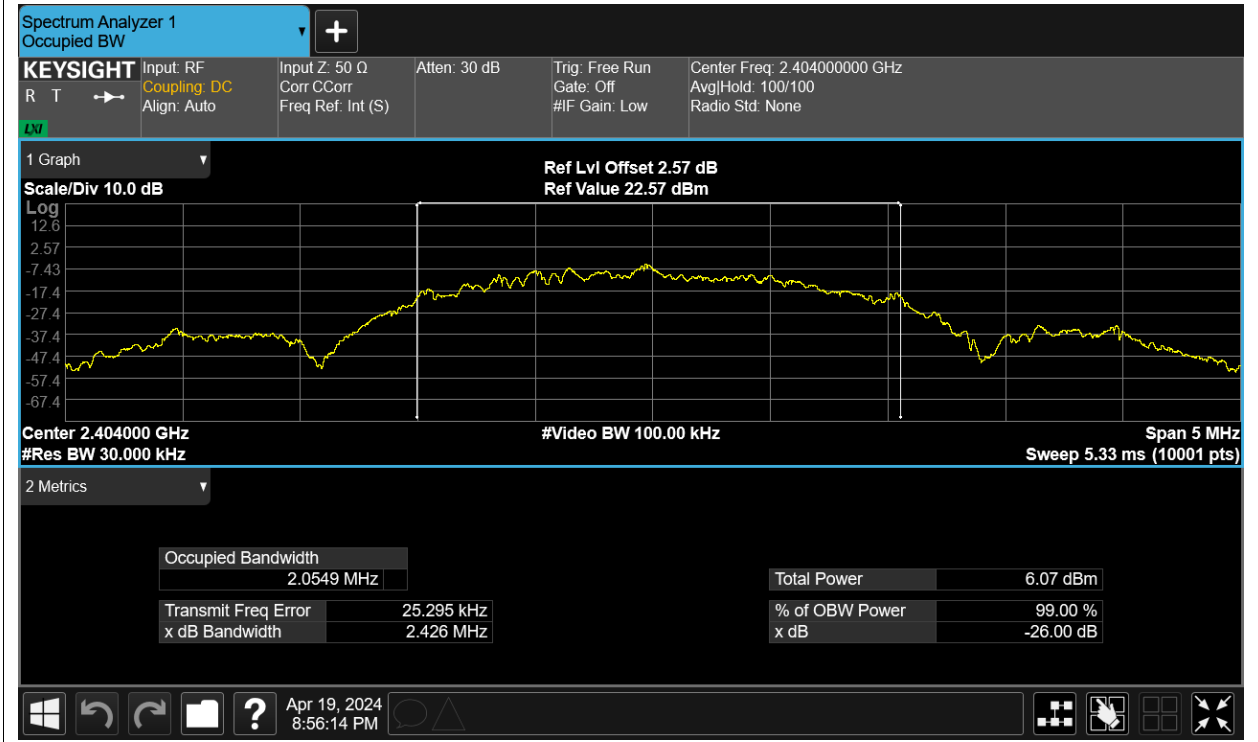 Spectrum Analyzer 1
Occupied BW
KEYSIGHT
R T
LXI
Input: RF
Coupling: DC
Align: Auto
Input Z: 50 Ω
Corr CCorr
Freq Ref: Int (S)
Atten: 30 dB
Trig: Free Run
Gate: Off
#IF Gain: Low
Center Freq: 2.404000000 GHz
Avg|Hold: 100/100
Radio Std: None
1 Graph
Scale/Div 10.0 dB
Ref Lvl Offset 2.57 dB
Ref Value 22.57 dBm
Log
12.6
2.57
-7.43
-17.4
-27.4
-37.4
-47.4
-57.4
-67.4
Center 2.404000 GHz
#Res BW 30.000 kHz
#Video BW 100.00 kHz
Span 5 MHz
Sweep 5.33 ms (10001 pts)
2 Metrics
Occupied Bandwidth
2.0549 MHz
Transmit Freq Error 25.295 kHz
x dB Bandwidth 2.426 MHz
Total Power 6.07 dBm
% of OBW Power 99.00 %
x dB -26.00 dB
?
Apr 19, 2024
8:56:14 PM